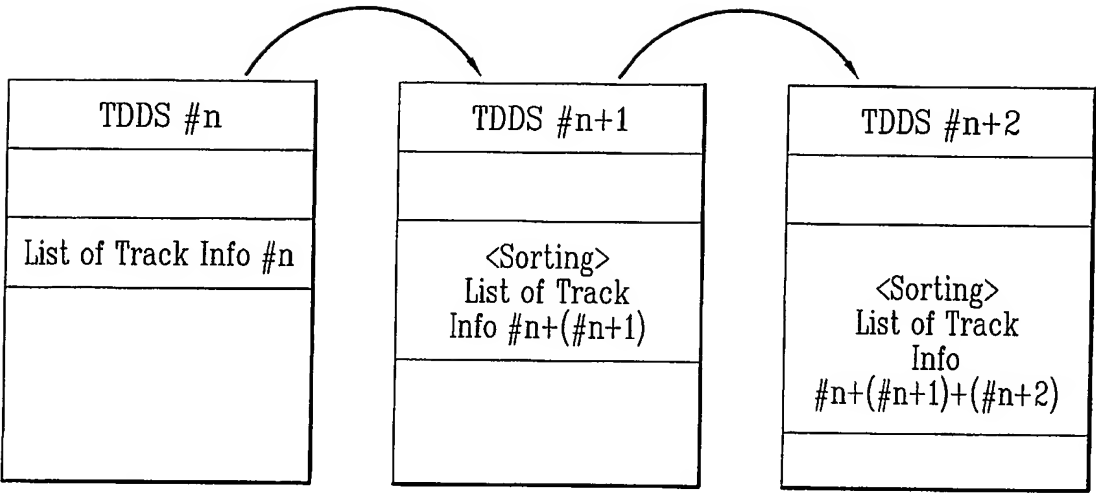 TDDS #n
List of Track Info #n
TDDS #n+1
<Sorting>
List of Track
Info #n+(#n+1)
TDDS #n+2
<Sorting>
List of Track
Info
#n+(#n+1)+(#n+2)